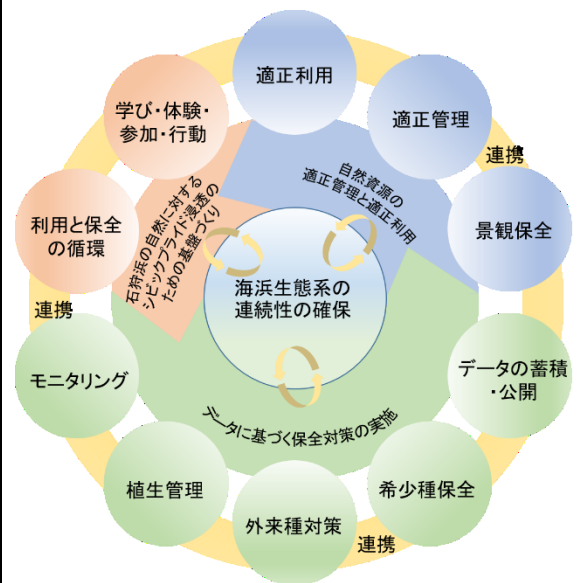 適正利用
適正管理
連携
景観保全
データの蓄積
・公開
希少種保全
連携
外来種対策
植生管理
モニタリング
連携
利用と保全
の循環
学び・体験・
参加・行動
自然資源の
適正管理と適正利用
石狩浜の自然に対する
シビックプライド浸透の
ための基盤づくり
データに基づく保全対策の実施
海浜生態系の
連続性の確保